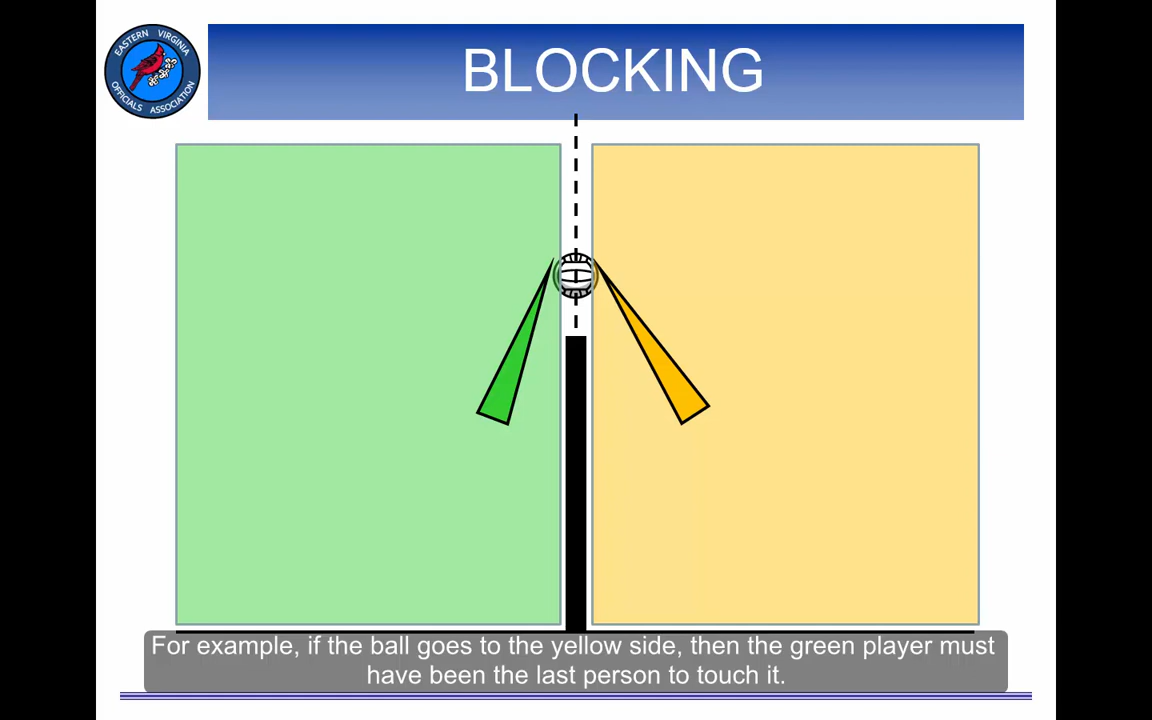 EASTERN VIRGINIA
OFFICIALS ASSOCIATION
BLOCKING
For example, if the ball goes to the yellow side, then the green player must
have been the last person to touch it.